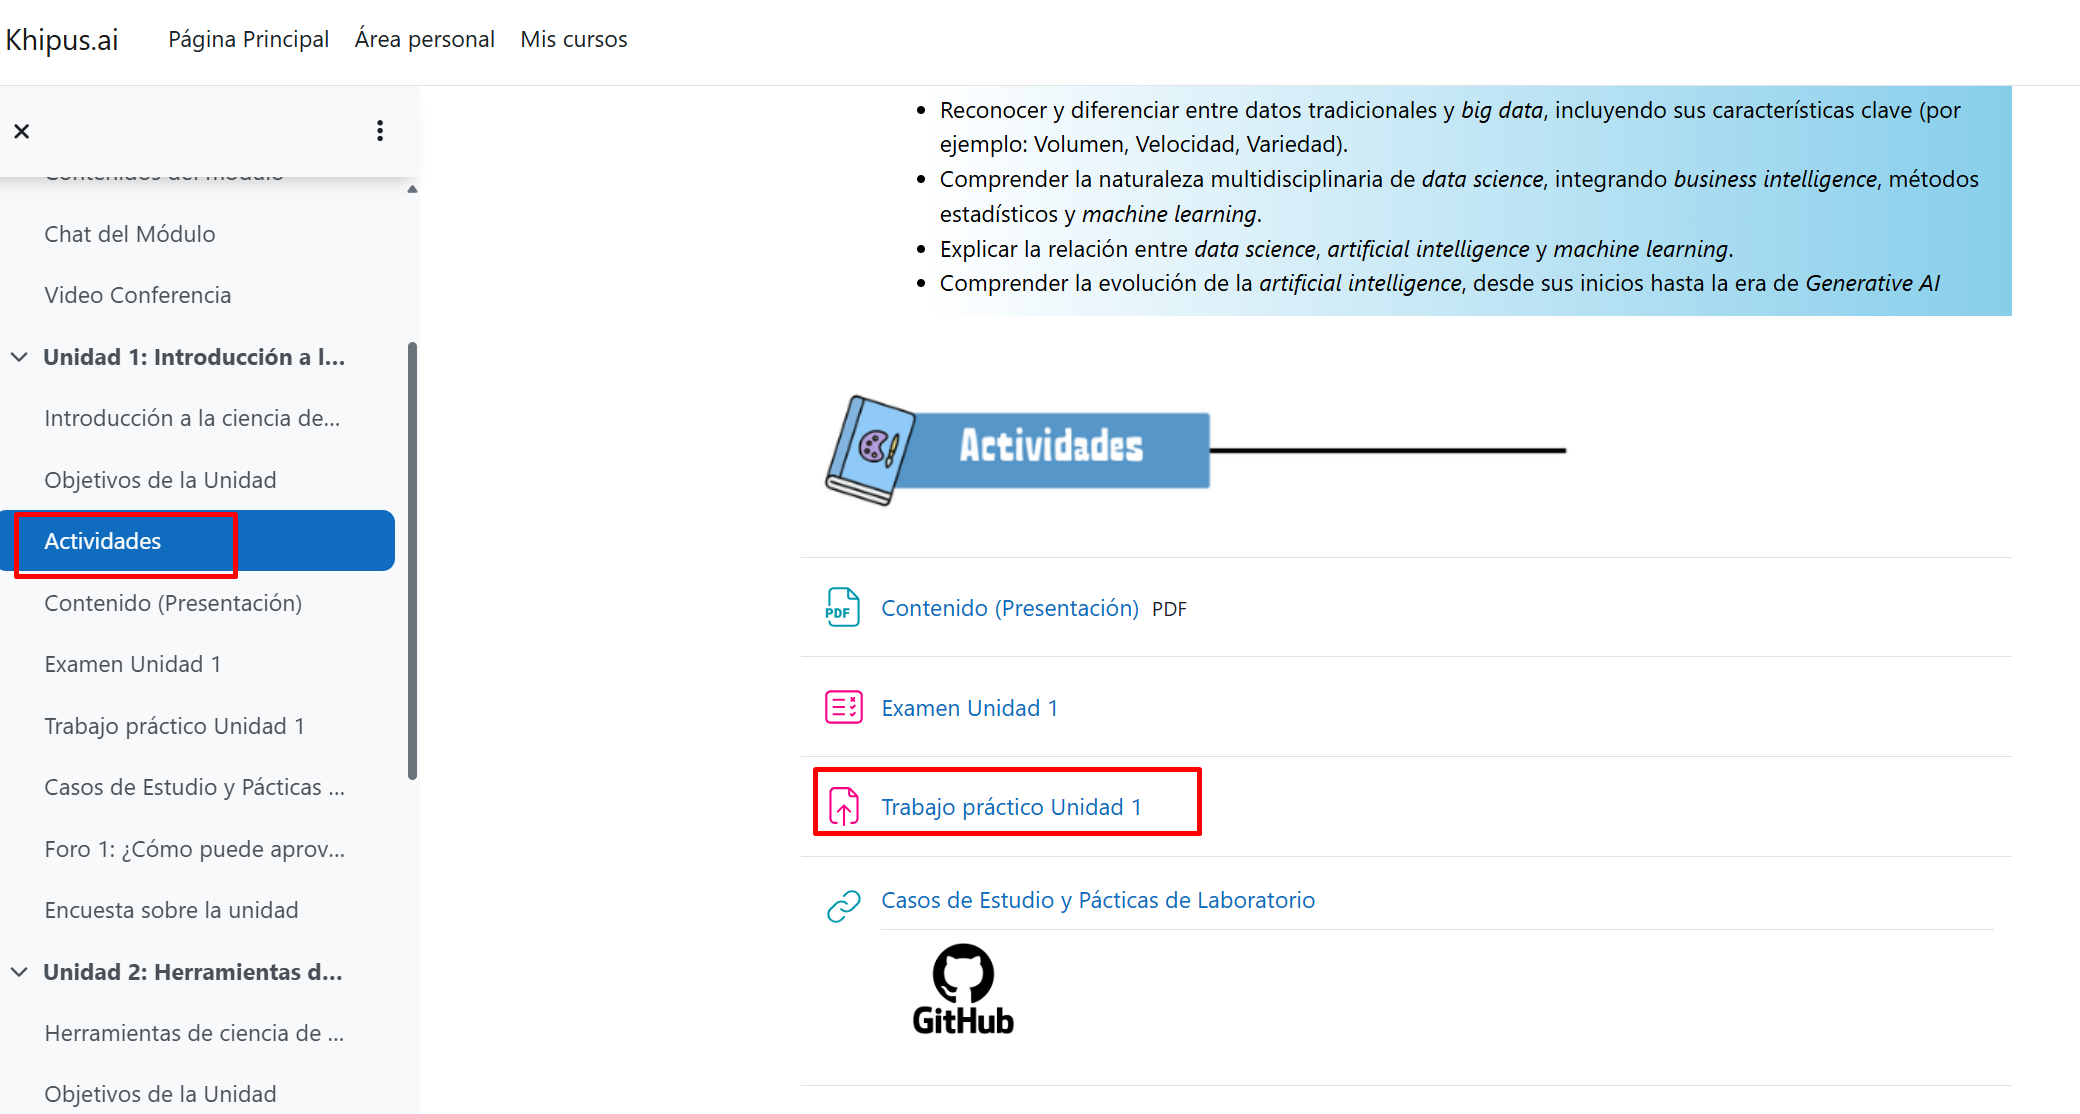 Khipus.ai
Página Principal
Área personal
Mis cursos
Contenidos del módulo
Chat del Módulo
Video Conferencia
Unidad 1: Introducción a l...
Introducción a la ciencia de...
Objetivos de la Unidad
Actividades
Contenido (Presentación)
Examen Unidad 1
Trabajo práctico Unidad 1
Casos de Estudio y Pácticas ...
Foro 1: ¿Cómo puede aprov...
Encuesta sobre la unidad
Unidad 2: Herramientas d...
Herramientas de ciencia de ...
Objetivos de la Unidad
Reconocer y diferenciar entre datos tradicionales y big data, incluyendo sus características clave (por
ejemplo: Volumen, Velocidad, Variedad).
Comprender la naturaleza multidisciplinaria de data science, integrando business intelligence, métodos
estadísticos y machine learning.
Explicar la relación entre data science, artificial intelligence y machine learning.
Comprender la evolución de la artificial intelligence, desde sus inicios hasta la era de Generative AI
Actividades
PDF
Contenido (Presentación) PDF
Examen Unidad 1
Trabajo práctico Unidad 1
Casos de Estudio y Pácticas de Laboratorio
GitHub